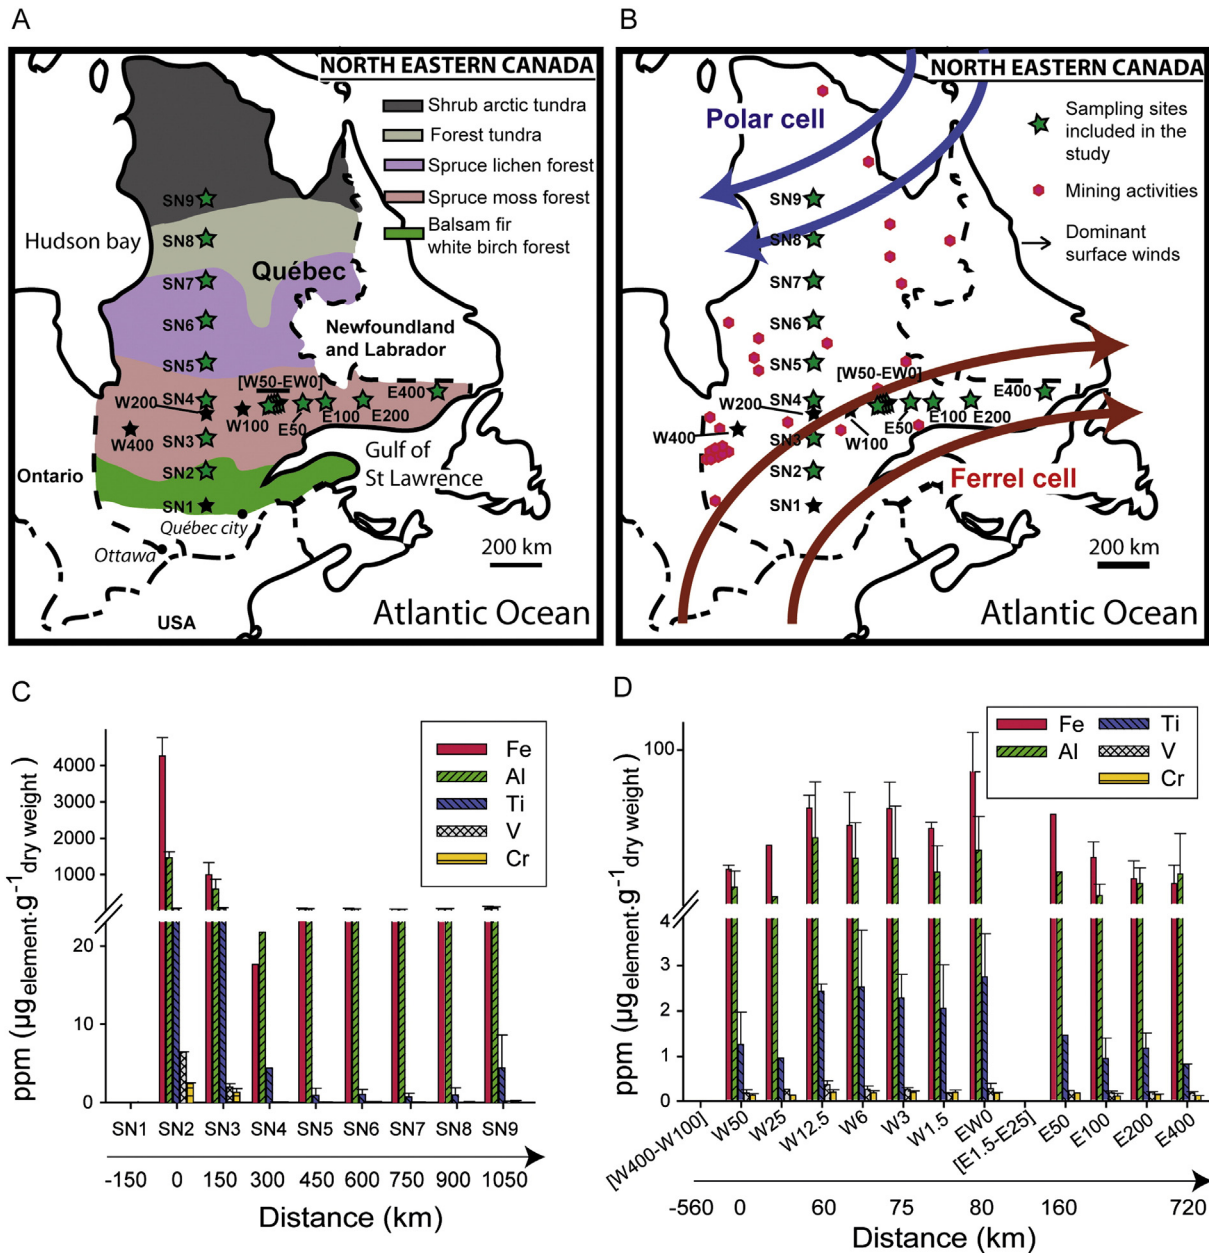 A
NORTH EASTERN CANADA
Shrub arctic tundra
Forest tundra
Spruce lichen forest
Spruce moss forest
Balsam fir
white birch forest
Hudson bay
SN9
SN8
SN7
Québec
SN6
Newfoundland
and Labrador
SN5
[W50-EW0]
E400
SN4
W200
W400
W100
E50
E100
E200
SN3
Gulf of
St Lawrence
Ontario
SN2
SN1
Québec city
Ottawa
200 km
USA
Atlantic Ocean
B
NORTH EASTERN CANADA
Polar cell
Sampling sites
included in the
study
Mining activities
Dominant
surface winds
SN9
SN8
SN7
SN6
SN5
[W50-EW0]
E400
SN4
W200
W400
W100
E50
E100
E200
SN3
SN2
Ferrel cell
SN1
200 km
Atlantic Ocean
C
Fe
Al
Ti
V
Cr
ppm (µg element·g-1 dry weight)
4000
3000
2000
1000
20
10
0
SN1 SN2 SN3 SN4 SN5 SN6 SN7 SN8 SN9
-150 0 150 300 450 600 750 900 1050
Distance (km)
D
Fe
Al
Ti
V
Cr
ppm (µg element·g-1 dry weight)
100
4
3
2
1
0
[W400-W100] W50 W25 W12.5 W6 W3 W1.5 EW0 [E1.5-E25] E50 E100 E200 E400
-560 0 60 75 80 160 720
Distance (km)